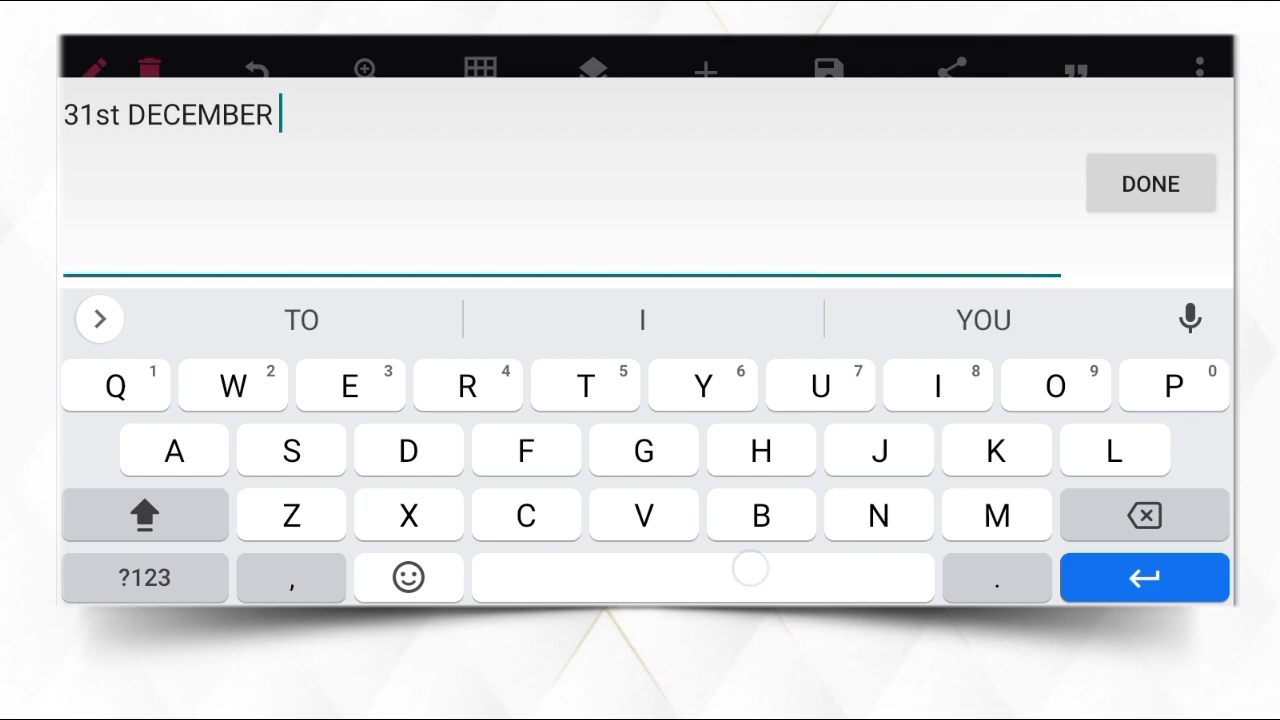 31st DECEMBER
DONE
TO I YOU
Q 1 W 2 E 3 R 4 T 5 Y 6 U 7 I 8 O 9 P 0
A S D F G H J K L
Z X C V B N M
?123 , .